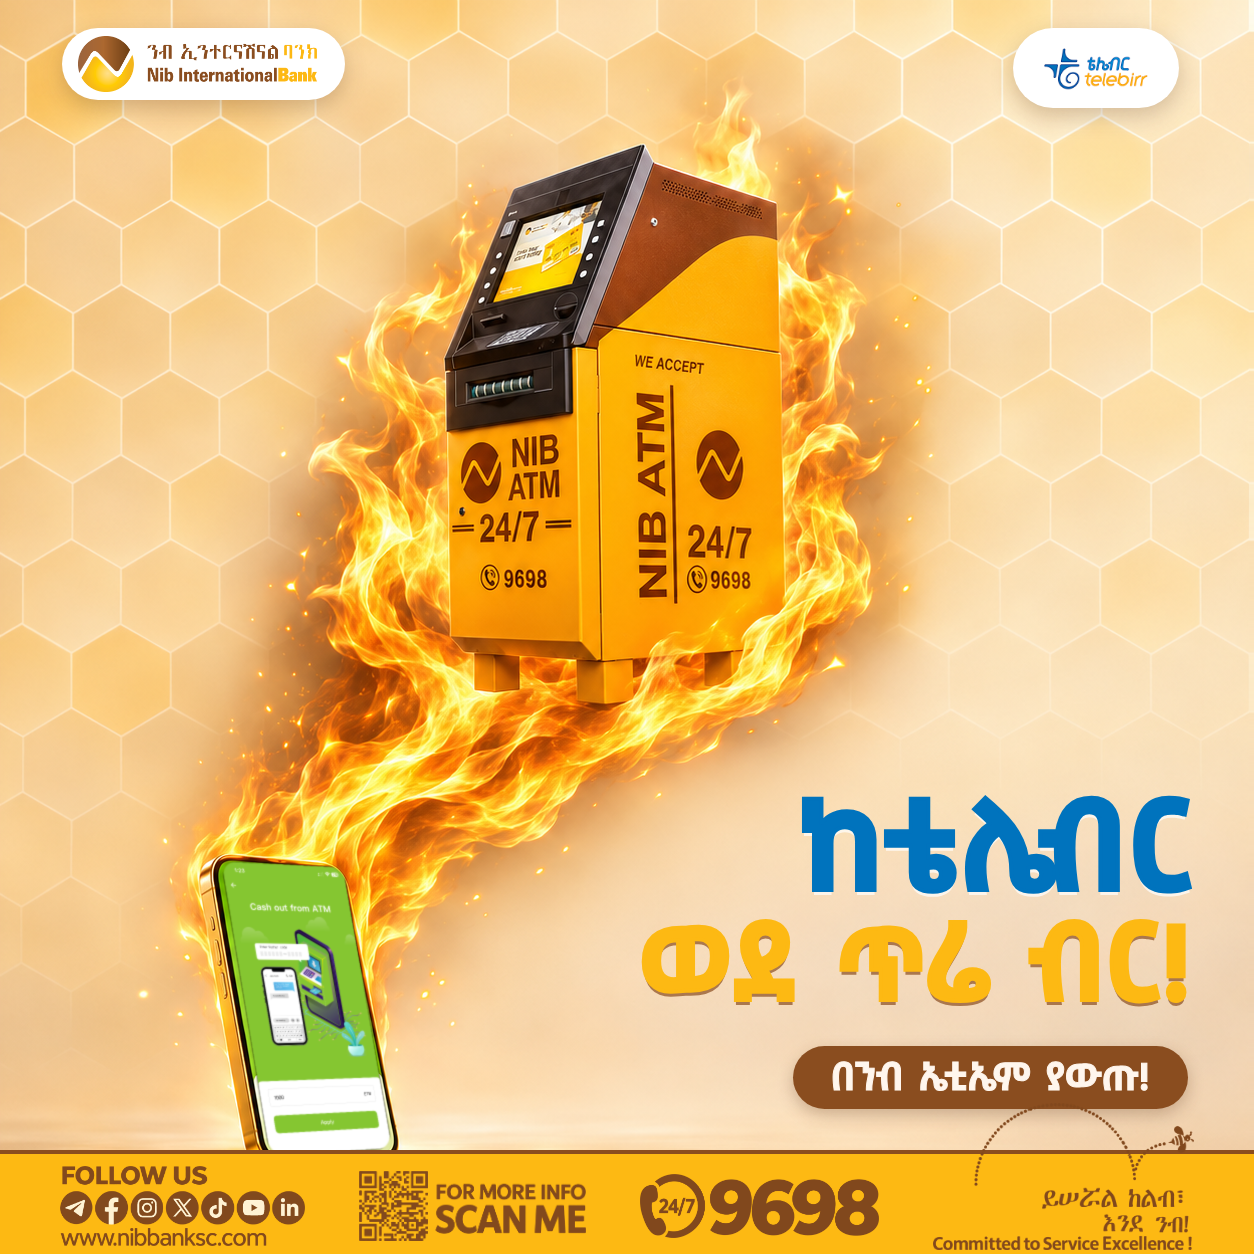 ንብ ኢንተርናሽናል ባንክ
Nib InternationalBank
ቴሌብር
telebirr
WE ACCEPT
NIB ATM
24/7
9698
NIB
ATM
24/7
9698
Cash out from ATM
Apply
ከቴሌብር
ወደ ጥሬ ብር!
በንብ ኤቲኤም ያውጡ!
FOLLOW US
www.nibbanksc.com
FOR MORE INFO
SCAN ME
24/7 9698
ይሠሯል ከልብ፣
እንደ ንብ!
Committed to Service Excellence !